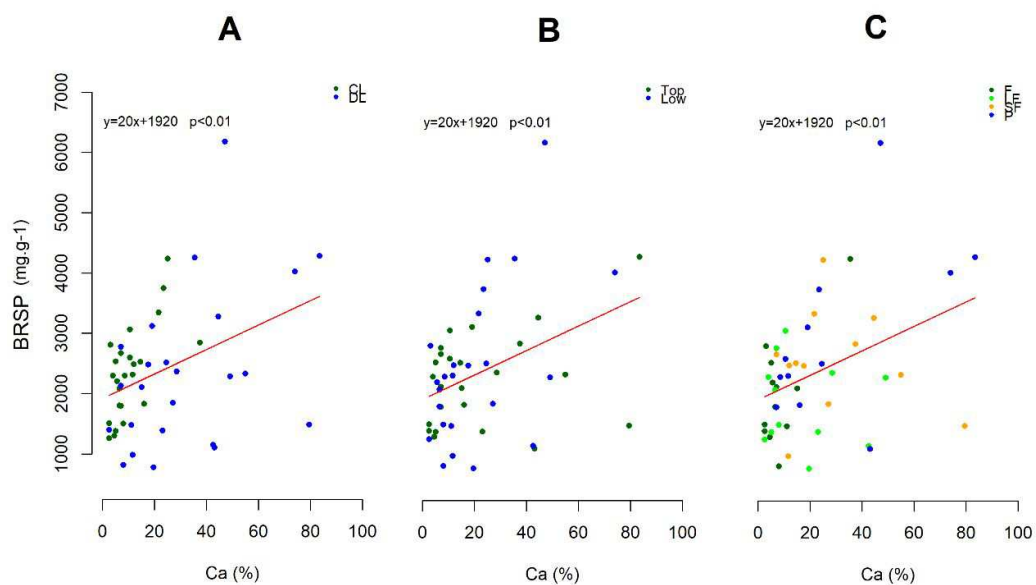 A
B
C
CL
DL
Top
Low
F
LF
SF
P
y=20x+1920 p<0.01
y=20x+1920 p<0.01
y=20x+1920 p<0.01
BRSP (mg.g-1)
7000
6000
5000
4000
3000
2000
1000
0 20 40 60 80 100
0 20 40 60 80 100
0 20 40 60 80 100
Ca (%)
Ca (%)
Ca (%)